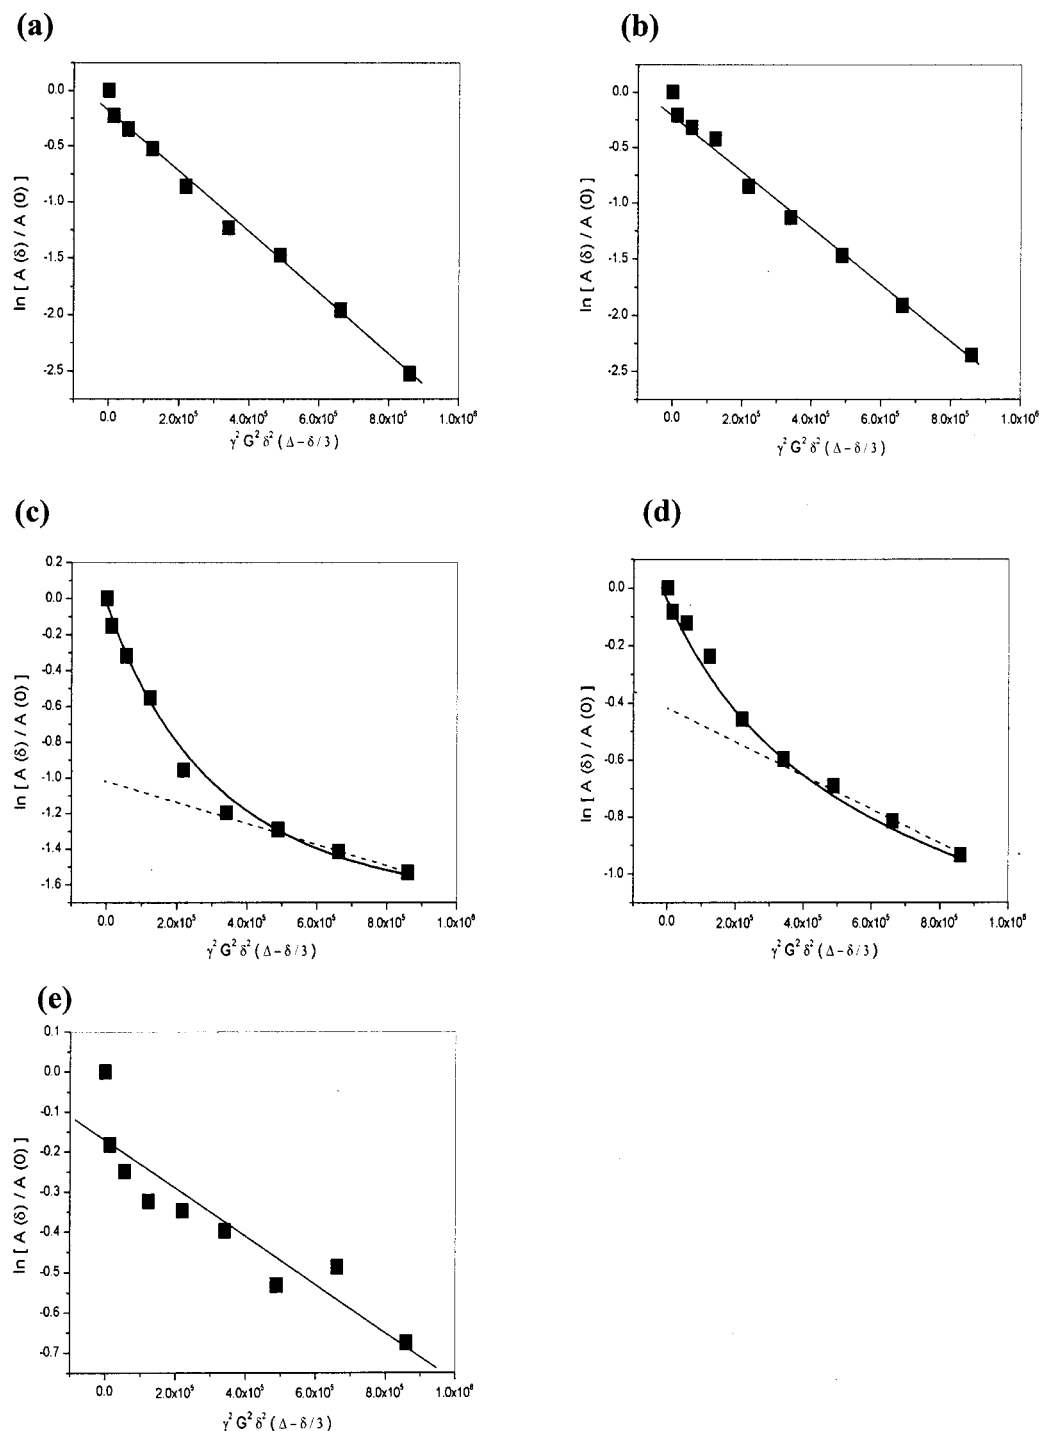 (a)
0.0
-0.5
-1.0
-1.5
-2.0
-2.5
ln [ A (δ) / A (0) ]
0.0 2.0x10⁵ 4.0x10⁵ 6.0x10⁵ 8.0x10⁵ 1.0x10⁶
γ² G² δ² ( Δ – δ / 3 )
(b)
0.0
-0.5
-1.0
-1.5
-2.0
-2.5
ln [ A (δ) / A (0) ]
0.0 2.0x10⁵ 4.0x10⁵ 6.0x10⁵ 8.0x10⁵ 1.0x10⁶
γ² G² δ² ( Δ – δ / 3 )
(c)
0.2
0.0
-0.2
-0.4
-0.6
-0.8
-1.0
-1.2
-1.4
-1.6
ln [ A (δ) / A (0) ]
0.0 2.0x10⁵ 4.0x10⁵ 6.0x10⁵ 8.0x10⁵ 1.0x10⁶
γ² G² δ² ( Δ – δ / 3 )
(d)
0.0
-0.2
-0.4
-0.6
-0.8
-1.0
ln [ A (δ) / A (0) ]
0.0 2.0x10⁵ 4.0x10⁵ 6.0x10⁵ 8.0x10⁵ 1.0x10⁶
γ² G² δ² ( Δ – δ / 3 )
(e)
0.1
0.0
-0.1
-0.2
-0.3
-0.4
-0.5
-0.6
-0.7
ln [ A (δ) / A (0) ]
0.0 2.0x10⁵ 4.0x10⁵ 6.0x10⁵ 8.0x10⁵ 1.0x10⁶
γ² G² δ² ( Δ – δ / 3 )